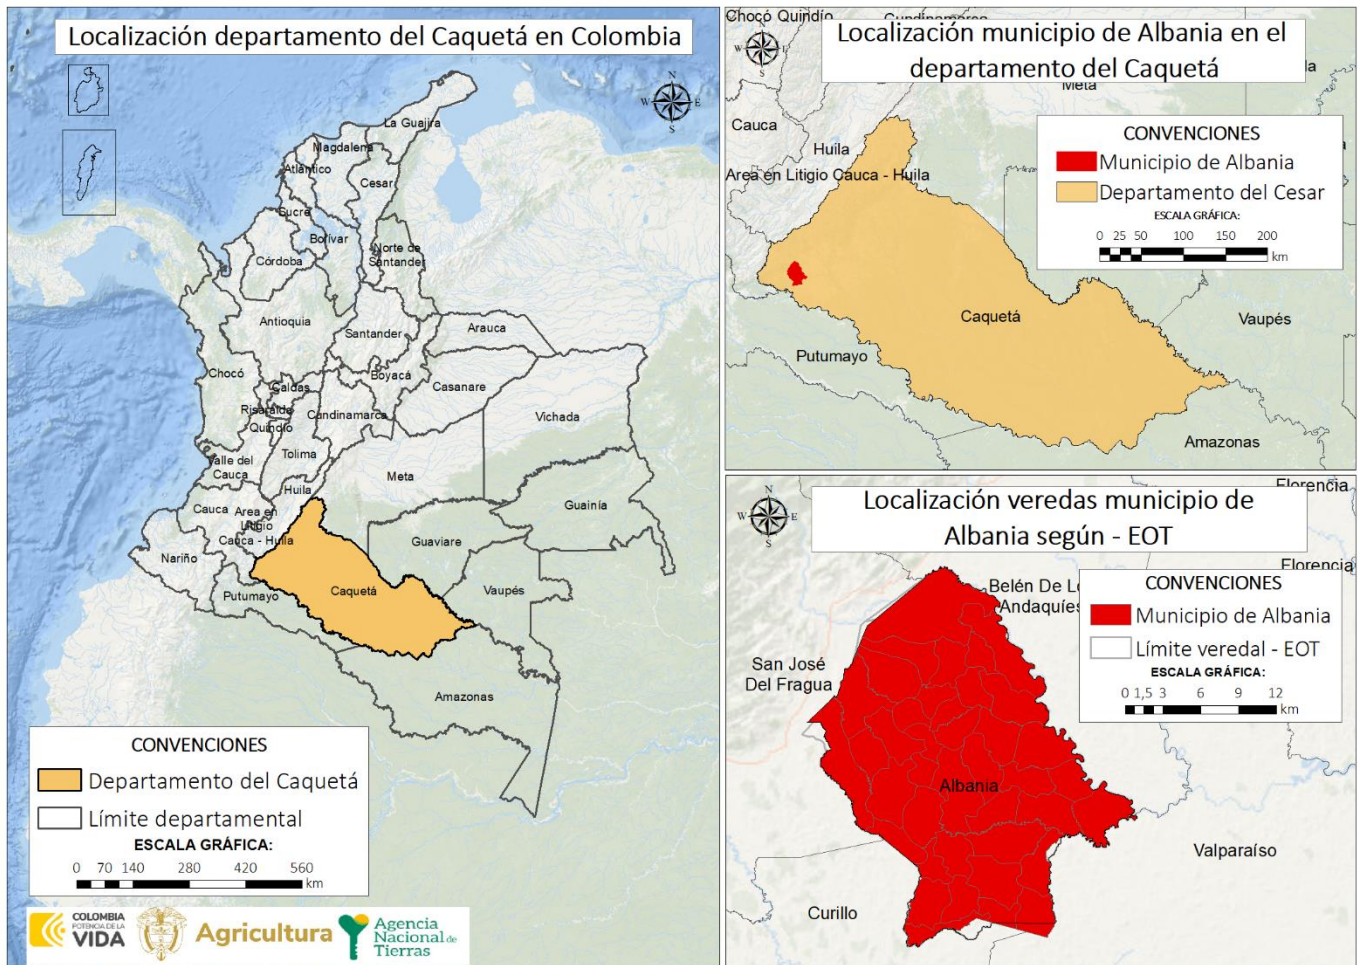 Localización departamento del Caquetá en Colombia
N
W
E
S
La Guajira
Magdalena
Atlántico
Cesar
Sucre
Bolívar
Norte de
Santander
Córdoba
Antioquia
Santander
Arauca
Chocó
Boyacá
Caldas
Casanare
Risaralda
Cundinamarca
Quindío
Vichada
Tolima
Valle del
Cauca
Meta
Huila
Cauca
Area en
Litigio
Cauca - Huila
Guainía
Guaviare
Nariño
Caquetá
Vaupés
Putumayo
Amazonas
CONVENCIONES
Departamento del Caquetá
Límite departamental
ESCALA GRÁFICA:
0 70 140 280 420 560
km
COLOMBIA
POTENCIA DE LA
VIDA
Agricultura
Agencia
Nacional de
Tierras
Chocó Quindío
Cundinamarca
Localización municipio de Albania en el
departamento del Caquetá
N
W
E
S
Meta
Cauca
Huila
Area en Litigio Cauca - Huila
CONVENCIONES
Municipio de Albania
Departamento del Cesar
ESCALA GRÁFICA:
0 25 50 100 150 200
km
Caquetá
Vaupés
Putumayo
Amazonas
Florencia
Localización veredas municipio de
Albania según - EOT
N
W
E
S
Florencia
Belén De Lo
Andaquíes
CONVENCIONES
Municipio de Albania
Límite veredal - EOT
ESCALA GRÁFICA:
0 1,5 3 6 9 12
km
San José
Del Fragua
Albania
Valparaíso
Curillo